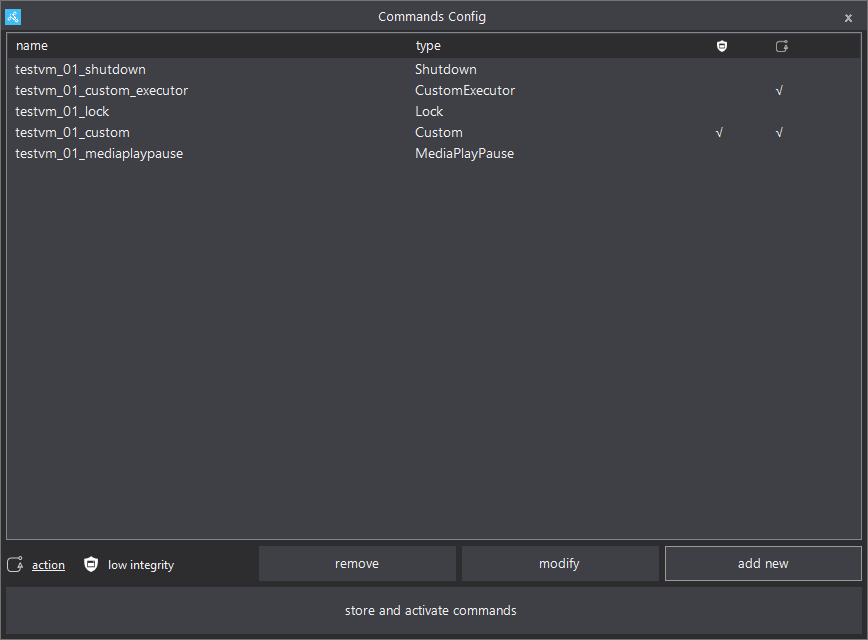 Commands Config x
name type
testvm_01_shutdown Shutdown
testvm_01_custom_executor CustomExecutor √
testvm_01_lock Lock
testvm_01_custom Custom √ √
testvm_01_mediaplaypause MediaPlayPause
action low integrity remove modify add new
store and activate commands